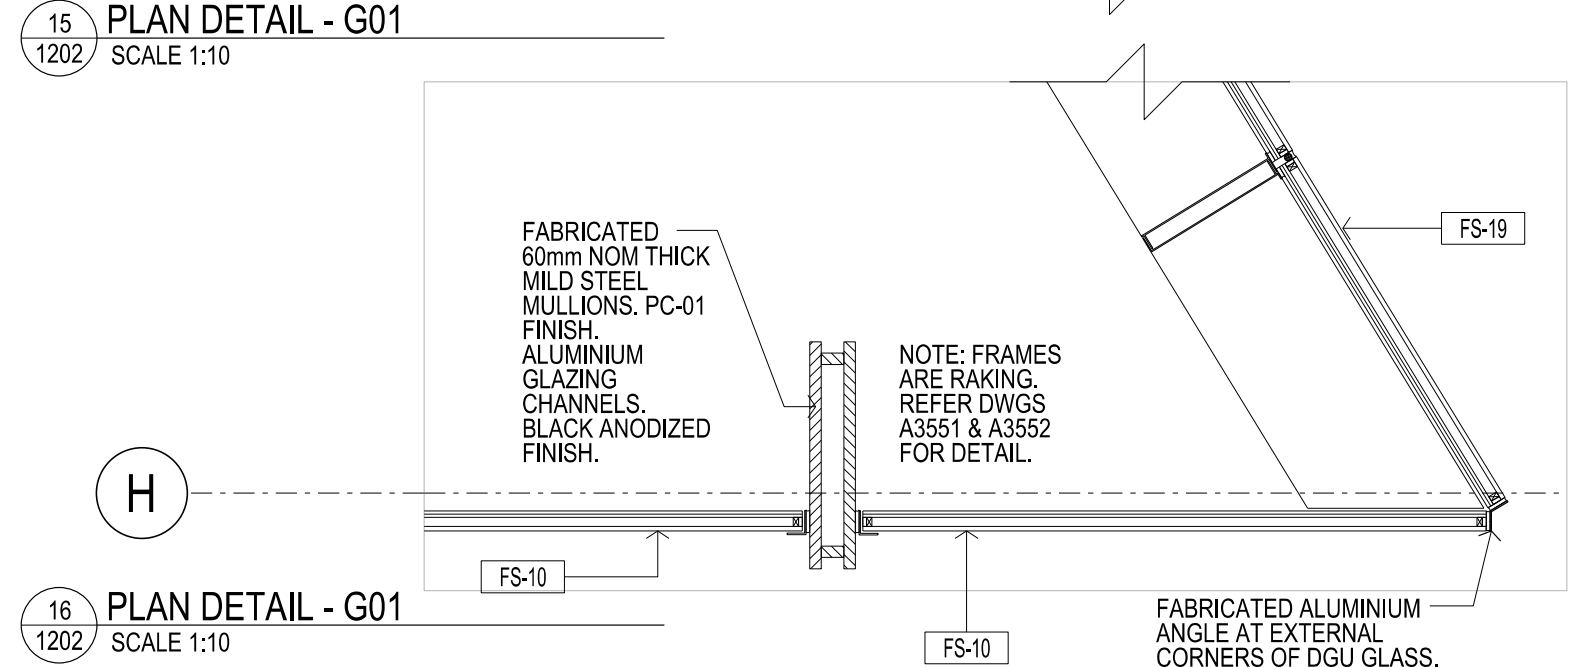 15
1202
PLAN DETAIL - G01
SCALE 1:10
FABRICATED
60mm NOM THICK
MILD STEEL
MULLIONS. PC-01
FINISH.
ALUMINIUM
GLAZING
CHANNELS.
BLACK ANODIZED
FINISH.
NOTE: FRAMES
ARE RAKING.
REFER DWGS
A3551 & A3552
FOR DETAIL.
FS-19
H
FS-10
FS-10
FABRICATED ALUMINIUM
ANGLE AT EXTERNAL
CORNERS OF DGU GLASS.
16
1202
PLAN DETAIL - G01
SCALE 1:10